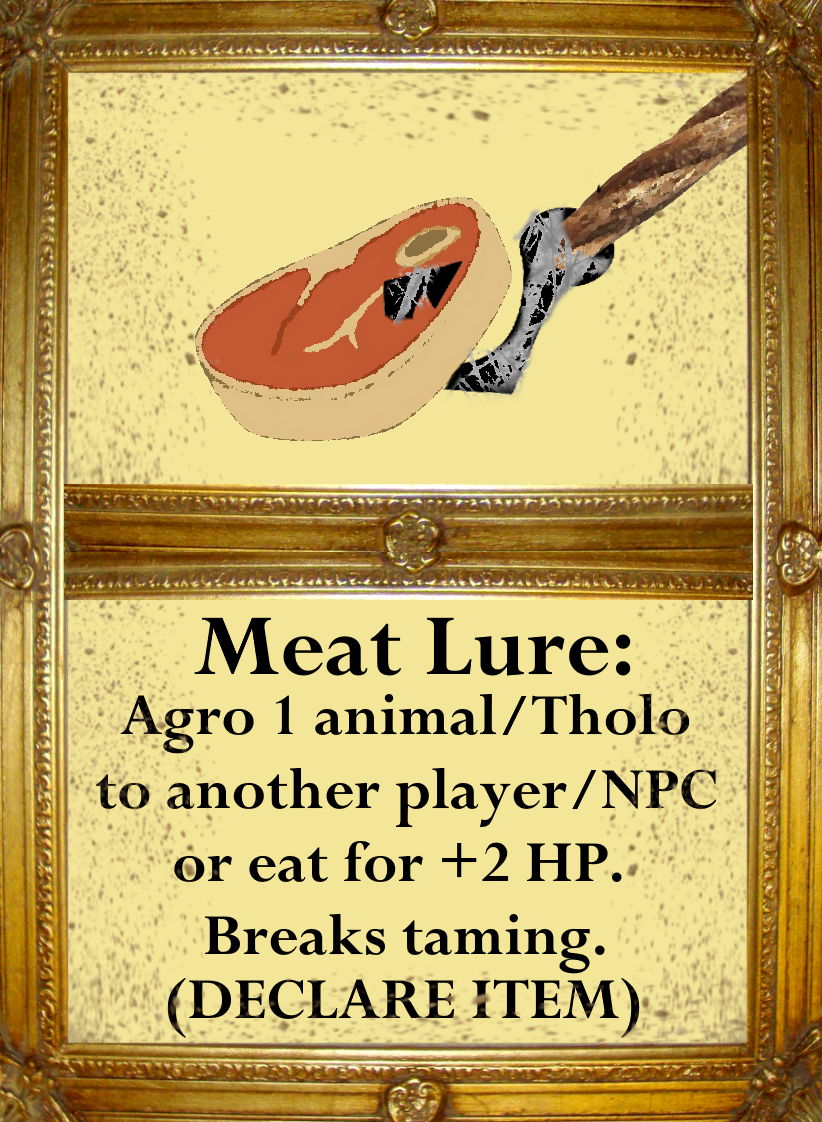 Meat Lure:
Agro 1 animal/Tholo
to another player/NPC
or eat for +2 HP.
Breaks taming.
(DECLARE ITEM)